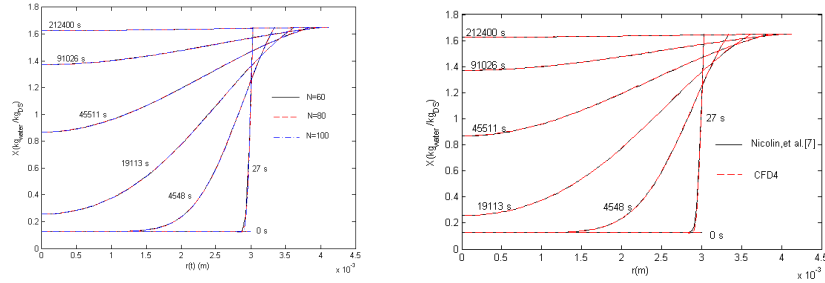 1.8
1.6
1.4
1.2
1
0.8
0.6
0.4
0.2
0
X(kg_water/kg_DS)
212400 s
91026 s
45511 s
19113 s
4548 s
27 s
0 s
N=60
N=80
N=100
0 0.5 1 1.5 2 2.5 3 3.5 4 4.5
r(t) (m)
x 10^-3
1.8
1.6
1.4
1.2
1
0.8
0.6
0.4
0.2
0
X(kg_water/kg_DS)
212400 s
91026 s
45511 s
19113 s
4548 s
27 s
0 s
Nicolin,et al.[7]
CFD4
0 0.5 1 1.5 2 2.5 3 3.5 4 4.5
r(m)
x 10^-3